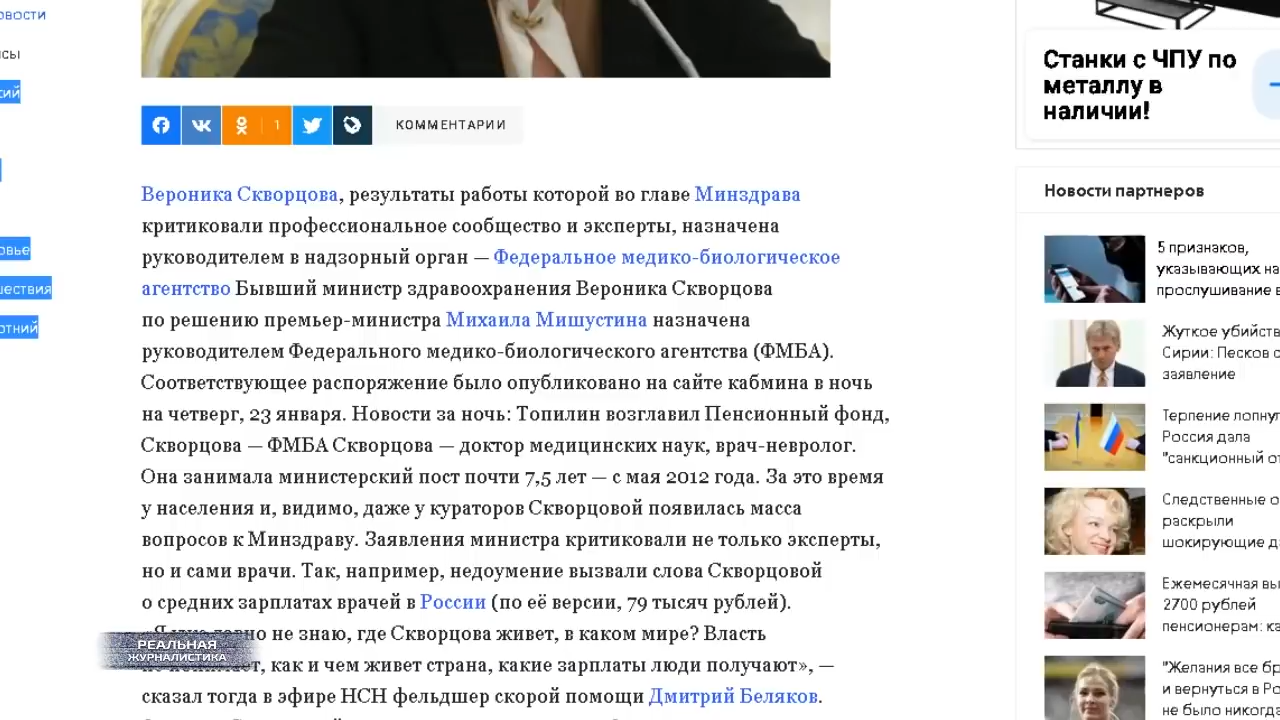 сы
1
КОММЕНТАРИИ
Вероника Скворцова, результаты работы которой во главе Минздрава
критиковали профессиональное сообщество и эксперты, назначена
руководителем в надзорный орган — Федеральное медико-биологическое
агентство Бывший министр здравоохранения Вероника Скворцова
по решению премьер-министра Михаила Мишустина назначена
руководителем Федерального медико-биологического агентства (ФМБА).
Соответствующее распоряжение было опубликовано на сайте кабмина в ночь
на четверг, 23 января. Новости за ночь: Топилин возглавил Пенсионный фонд,
Скворцова — ФМБА Скворцова — доктор медицинских наук, врач-невролог.
Она занимала министерский пост почти 7,5 лет — с мая 2012 года. За это время
у населения и, видимо, даже у кураторов Скворцовой появилась масса
вопросов к Минздраву. Заявления министра критиковали не только эксперты,
но и сами врачи. Так, например, недоумение вызвали слова Скворцовой
о средних зарплатах врачей в России (по её версии, 79 тысяч рублей).
не знаю, где Скворцова живет, в каком мире? Власть
как и чем живет страна, какие зарплаты люди получают», —
сказал тогда в эфире НСН фельдшер скорой помощи Дмитрий Беляков.
РЕАЛЬНАЯ
ЖУРНАЛИСТИКА
Станки с ЧПУ по
металлу в
наличии!
Новости партнеров
5 признаков,
указывающих на
прослушивание
Жуткое убийств
Сирии: Песков с
заявление
Терпение лопну
Россия дала
"санкционный от
Следственные о
раскрыли
шокирующие д
Ежемесячная вы
2700 рублей
пенсионерам: ка
"Желания все бр
и вернуться в Ро
не было никогда